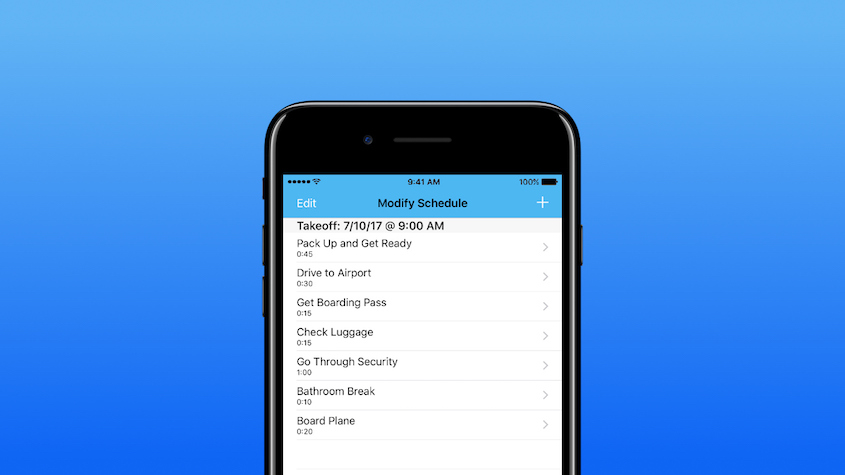 9:41 AM
100%
Edit
Modify Schedule
Takeoff: 7/10/17 @ 9:00 AM
Pack Up and Get Ready
0:45
Drive to Airport
0:30
Get Boarding Pass
0:15
Check Luggage
0:15
Go Through Security
1:00
Bathroom Break
0:10
Board Plane
0:20